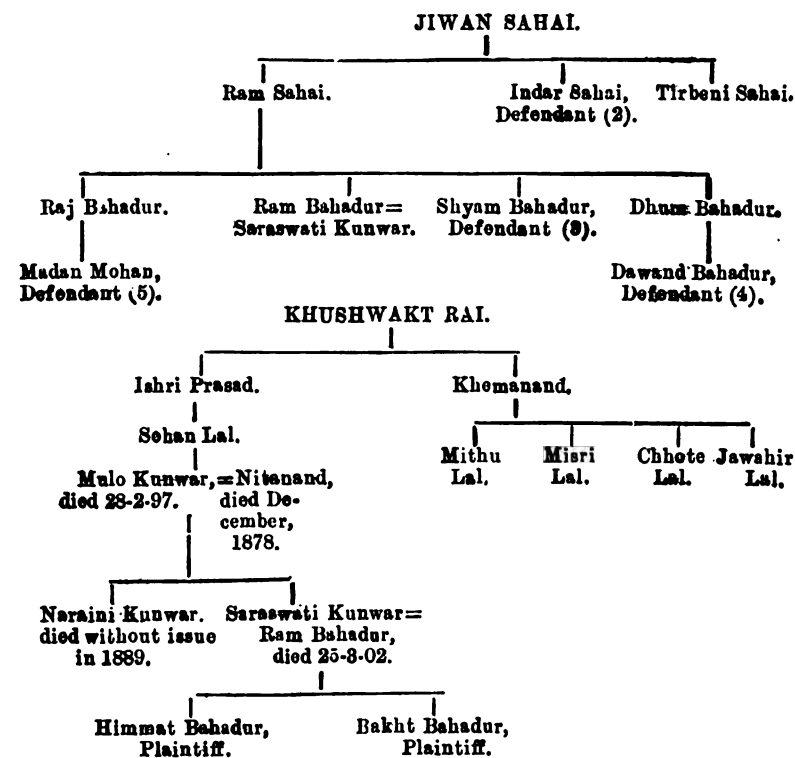 JIWAN SAHAI.
Ram Sahai. Indar Sahai, Tirbeni Sahai.
Defendant (2).
Raj Bahadur. Ram Bahadur= Shyam Bahadur, Bahadur.
Saraswati Kunwar. Defendant (3).
Madan Mohan, Dawand Bahadur,
Defendant (5). Defendant (4).
KHUSHWAKT RAI.
Ishri Prasad. Khemanand.
Sohan Lal.
Mithu Misri Chhote Jawahir
Lal. Lal. Lal. Lal.
Mulo Kunwar,=Nitanand,
died 28-2-97. died De-
cember,
1878.
Naraini Kunwar. Saraswati Kunwar=
died without issue Ram Bahadur,
in 1889. died 25-3-02.
Himmat Bahadur, Bakht Bahadur,
Plaintiff. Plaintiff.